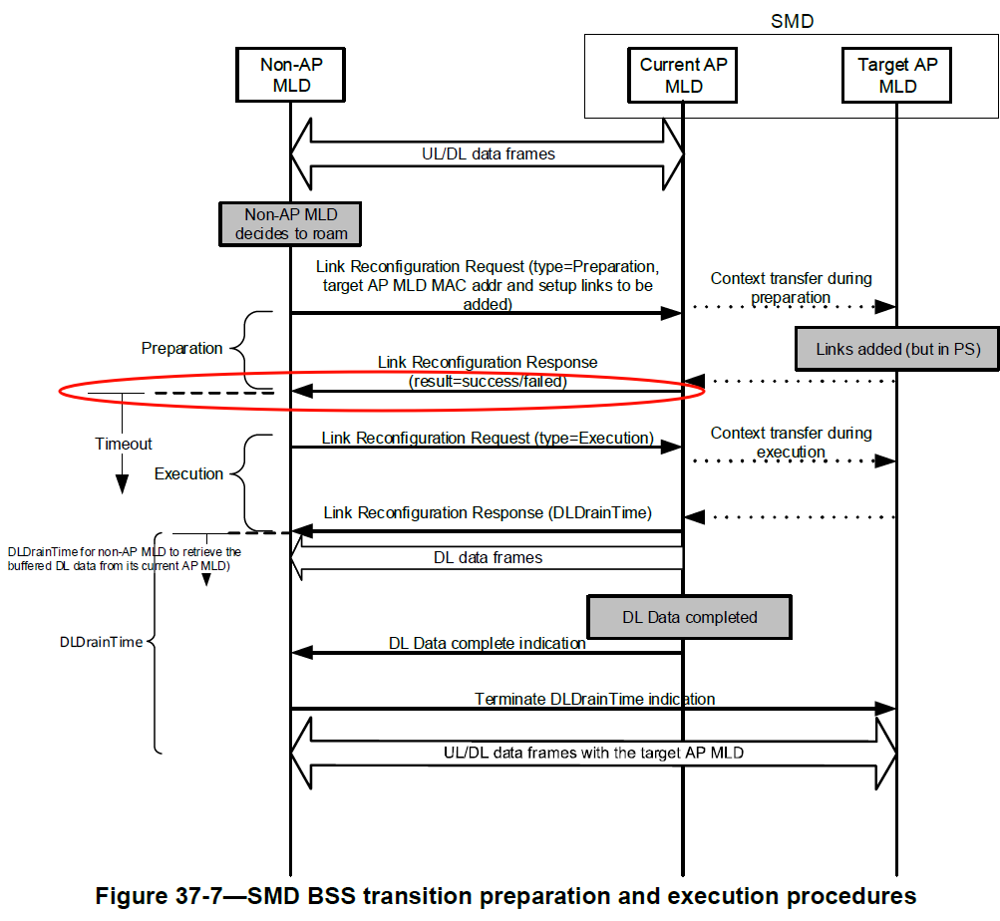 SMD
Non-AP
MLD
Current AP
MLD
Target AP
MLD
UL/DL data frames
Non-AP MLD
decides to roam
Link Reconfiguration Request (type=Preparation,
target AP MLD MAC addr and setup links to be
added)
Context transfer during
preparation
Preparation
Links added (but in PS)
Link Reconfiguration Response
(result=success/failed)
Timeout
Link Reconfiguration Request (type=Execution)
Context transfer during
execution
Execution
Link Reconfiguration Response (DLDrainTime)
DLDrainTime for non-AP MLD to retrieve the
buffered DL data from its current AP MLD)
DL data frames
DL Data completed
DLDrainTime
DL Data complete indication
Terminate DLDrainTime indication
UL/DL data frames with the target AP MLD
Figure 37-7—SMD BSS transition preparation and execution procedures